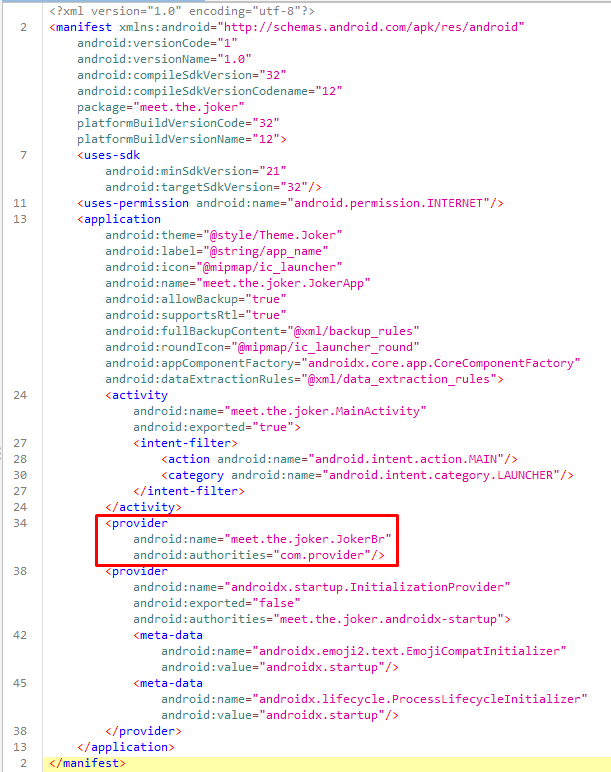 <?xml version="1.0" encoding="utf-8"?>
2 <manifest xmlns:android="http://schemas.android.com/apk/res/android"
android:versionCode="1"
android:versionName="1.0"
android:compileSdkVersion="32"
android:compileSdkVersionCodename="12"
package="meet.the.joker"
platformBuildVersionCode="32"
platformBuildVersionName="12">
7 <uses-sdk
android:minSdkVersion="21"
android:targetSdkVersion="32"/>
11 <uses-permission android:name="android.permission.INTERNET"/>
13 <application
android:theme="@style/Theme.Joker"
android:label="@string/app_name"
android:icon="@mipmap/ic_launcher"
android:name="meet.the.joker.JokerApp"
android:allowBackup="true"
android:supportsRtl="true"
android:fullBackupContent="@xml/backup_rules"
android:roundIcon="@mipmap/ic_launcher_round"
android:appComponentFactory="androidx.core.app.CoreComponentFactory"
android:dataExtractionRules="@xml/data_extraction_rules">
24 <activity
android:name="meet.the.joker.MainActivity"
android:exported="true">
27 <intent-filter>
28 <action android:name="android.intent.action.MAIN"/>
30 <category android:name="android.intent.category.LAUNCHER"/>
27 </intent-filter>
24 </activity>
34 <provider
android:name="meet.the.joker.JokerBr"
android:authorities="com.provider"/>
38 <provider
android:name="androidx.startup.InitializationProvider"
android:exported="false"
android:authorities="meet.the.joker.androidx-startup">
42 <meta-data
android:name="androidx.emoji2.text.EmojiCompatInitializer"
android:value="androidx.startup"/>
45 <meta-data
android:name="androidx.lifecycle.ProcessLifecycleInitializer"
android:value="androidx.startup"/>
38 </provider>
13 </application>
2 </manifest>